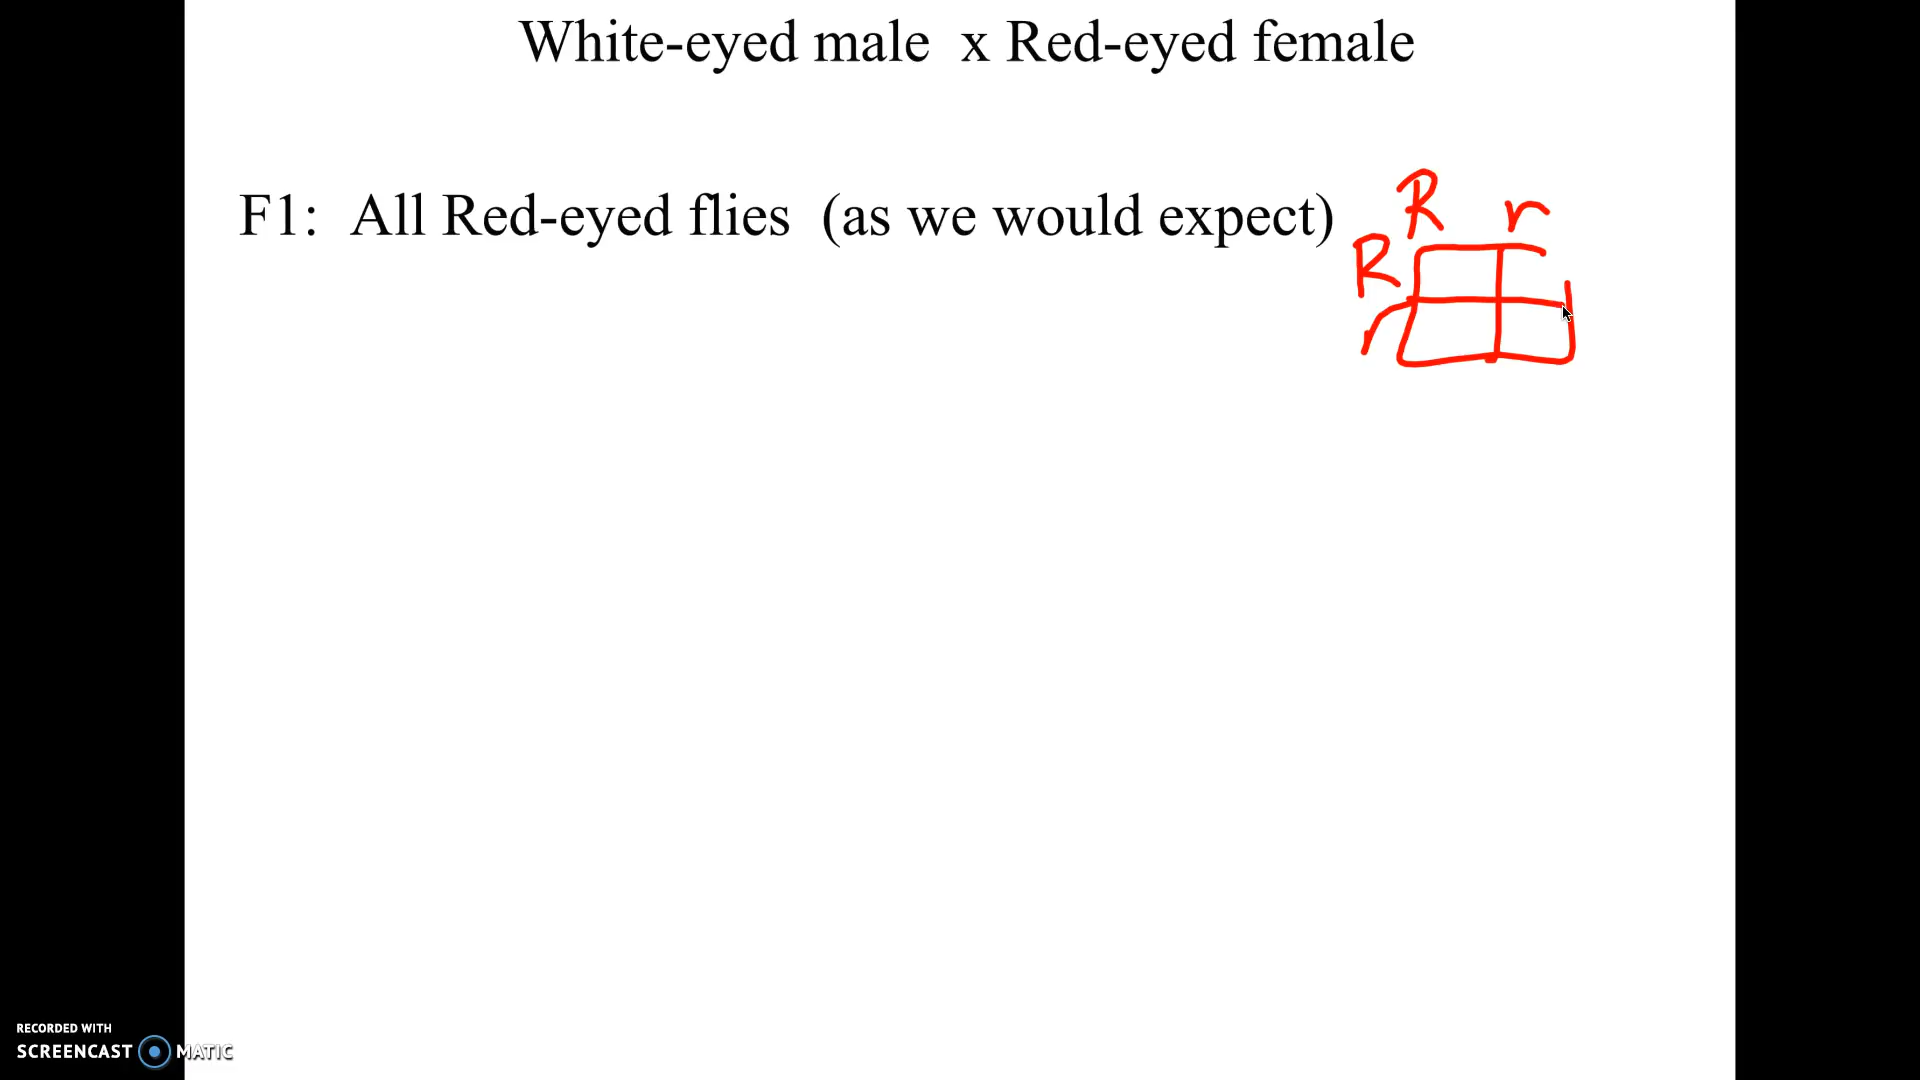 White-eyed male x Red-eyed female
F1: All Red-eyed flies (as we would expect)
R r
R
r
RECORDED WITH
SCREENCAST MATIC